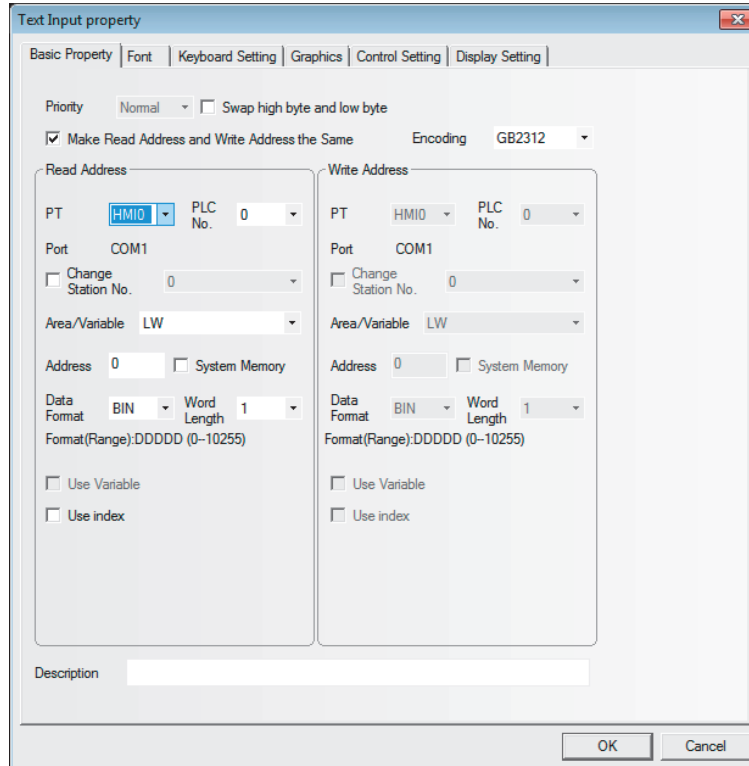 Text Input property
Basic Property Font Keyboard Setting Graphics Control Setting Display Setting
Priority Normal Swap high byte and low byte
Make Read Address and Write Address the Same Encoding GB2312
Read Address Write Address
PT HMI0 PLC No. 0 PT HMI0 PLC No. 0
Port COM1 Port COM1
Change Station No. 0 Change Station No. 0
Area/Variable LW Area/Variable LW
Address 0 System Memory Address 0 System Memory
Data Format BIN Word Length 1 Data Format BIN Word Length 1
Format(Range):DDDDD (0--10255) Format(Range):DDDDD (0--10255)
Use Variable Use Variable
Use index Use index
Description
OK Cancel